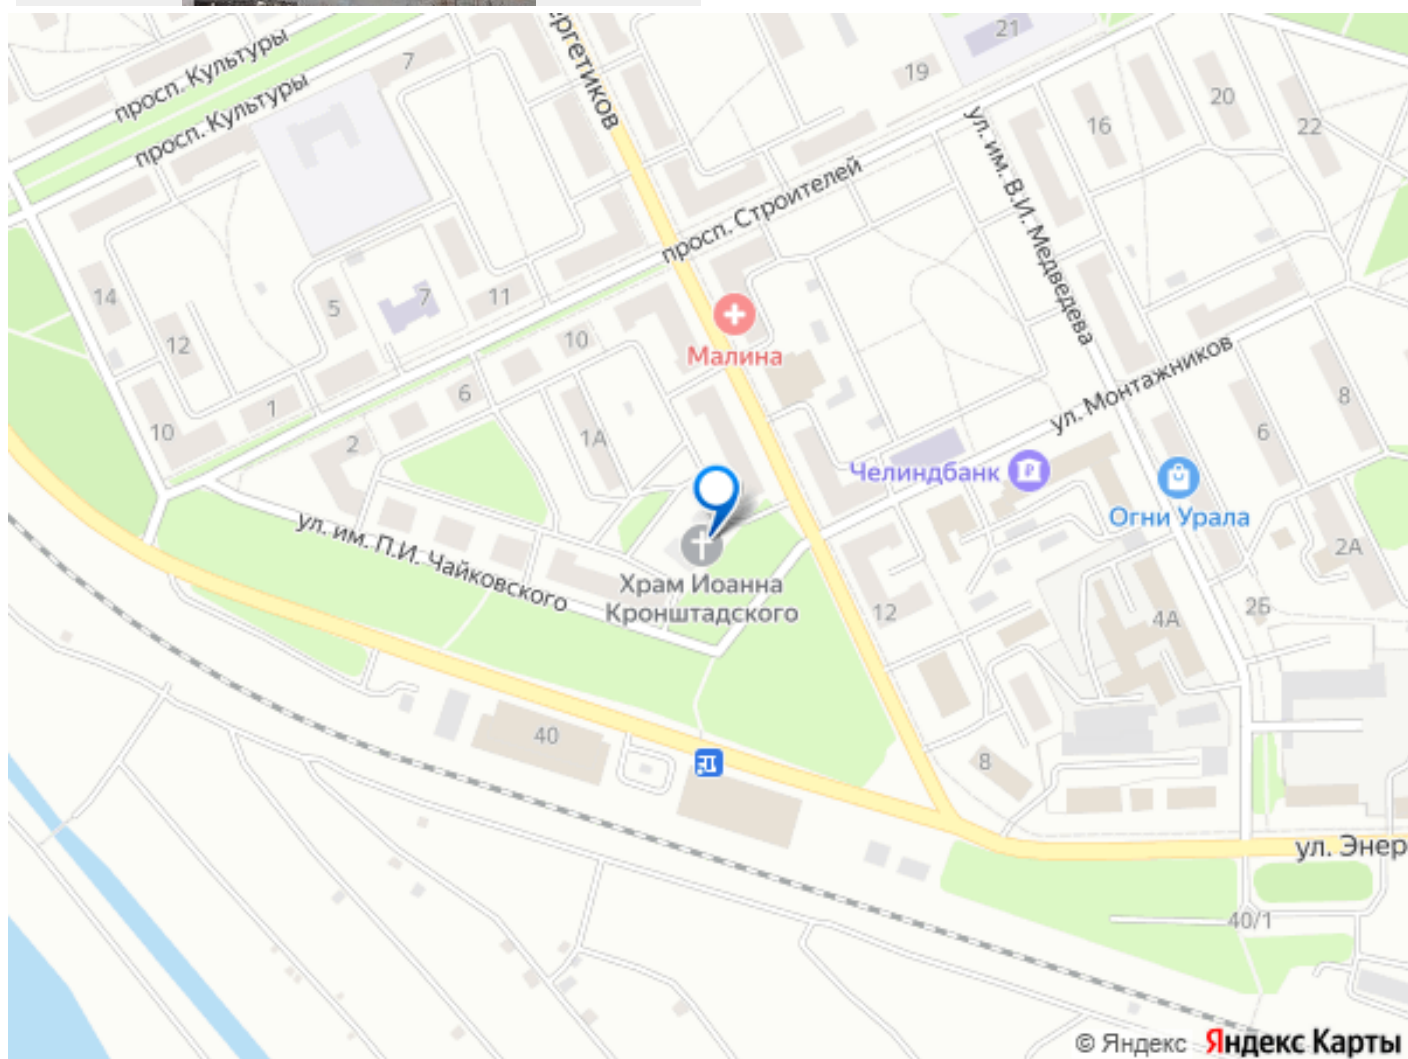 21
просп. Культуры
7
19
ергетиков
просп. Культуры
20
16
22
ул. им. В.И. Медведева
просп. Строителей
14
5
7
11
12
10
Малина
ул. Монтажников
6
8
1
10
2
1А
6
Челиндбанк
Огни Урала
ул. им. П.И. Чайковского
2А
Храм Иоанна
Кронштадского
12
2Б
4А
40
8
ул. Энер
40/1
© Яндекс Яндекс Карты